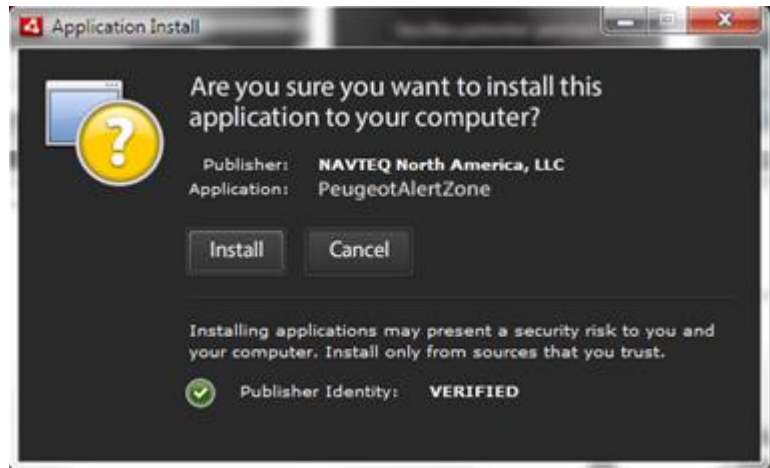 Application Install
Are you sure you want to install this
application to your computer?
Publisher: NAVTEQ North America, LLC
Application: PeugeotAlertZone
Install Cancel
Installing applications may present a security risk to you and
your computer. Install only from sources that you trust.
Publisher Identity: VERIFIED